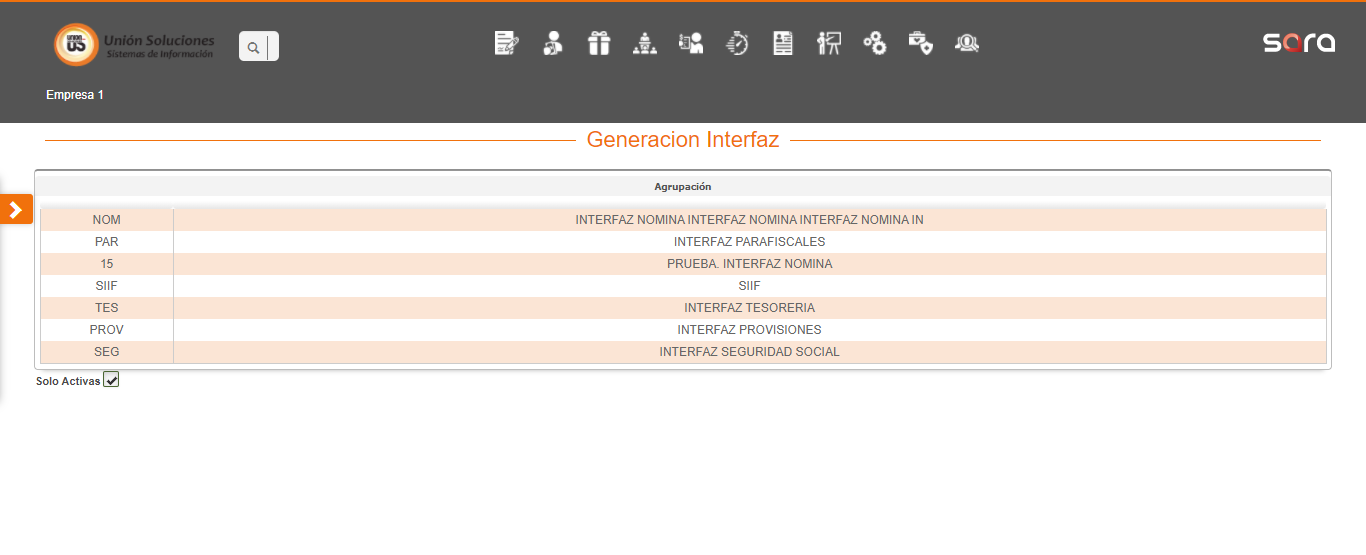 UNION
US
Unión Soluciones
Sistemas de Información
sara
Empresa 1
Generacion Interfaz
Agrupación
NOM INTERFAZ NOMINA INTERFAZ NOMINA INTERFAZ NOMINA IN
PAR INTERFAZ PARAFISCALES
15 PRUEBA. INTERFAZ NOMINA
SIIF SIIF
TES INTERFAZ TESORERIA
PROV INTERFAZ PROVISIONES
SEG INTERFAZ SEGURIDAD SOCIAL
Solo Activas